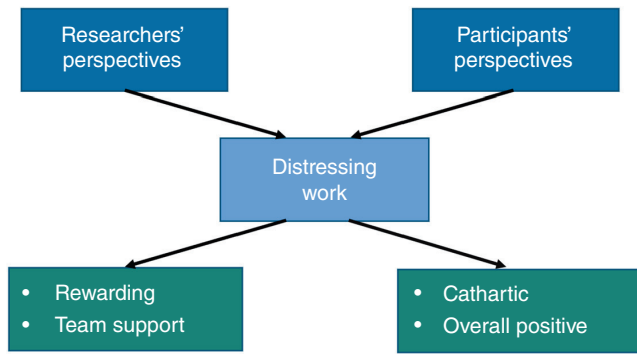 Researchers'
perspectives
Participants'
perspectives
Distressing
work
• Rewarding
• Team support
• Cathartic
• Overall positive